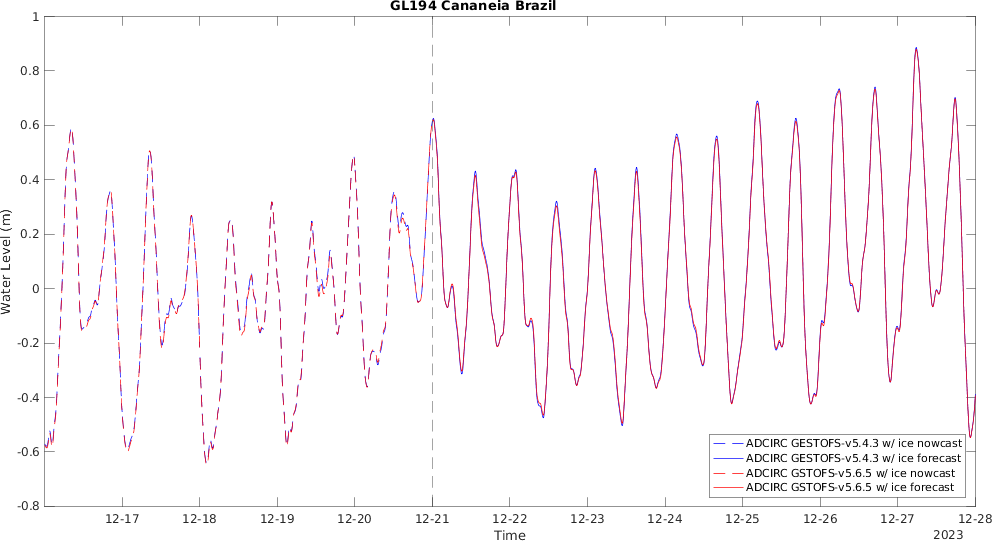 GL194 Cananeia Brazil
1
0.8
0.6
0.4
0.2
0
-0.2
-0.4
-0.6
-0.8
Water Level (m)
ADCIRC GESTOFS-v5.4.3 w/ ice nowcast
ADCIRC GESTOFS-v5.4.3 w/ ice forecast
ADCIRC GSTOFS-v5.6.5 w/ ice nowcast
ADCIRC GSTOFS-v5.6.5 w/ ice forecast
12-17 12-18 12-19 12-20 12-21 12-22 12-23 12-24 12-25 12-26 12-27 12-28
Time
2023